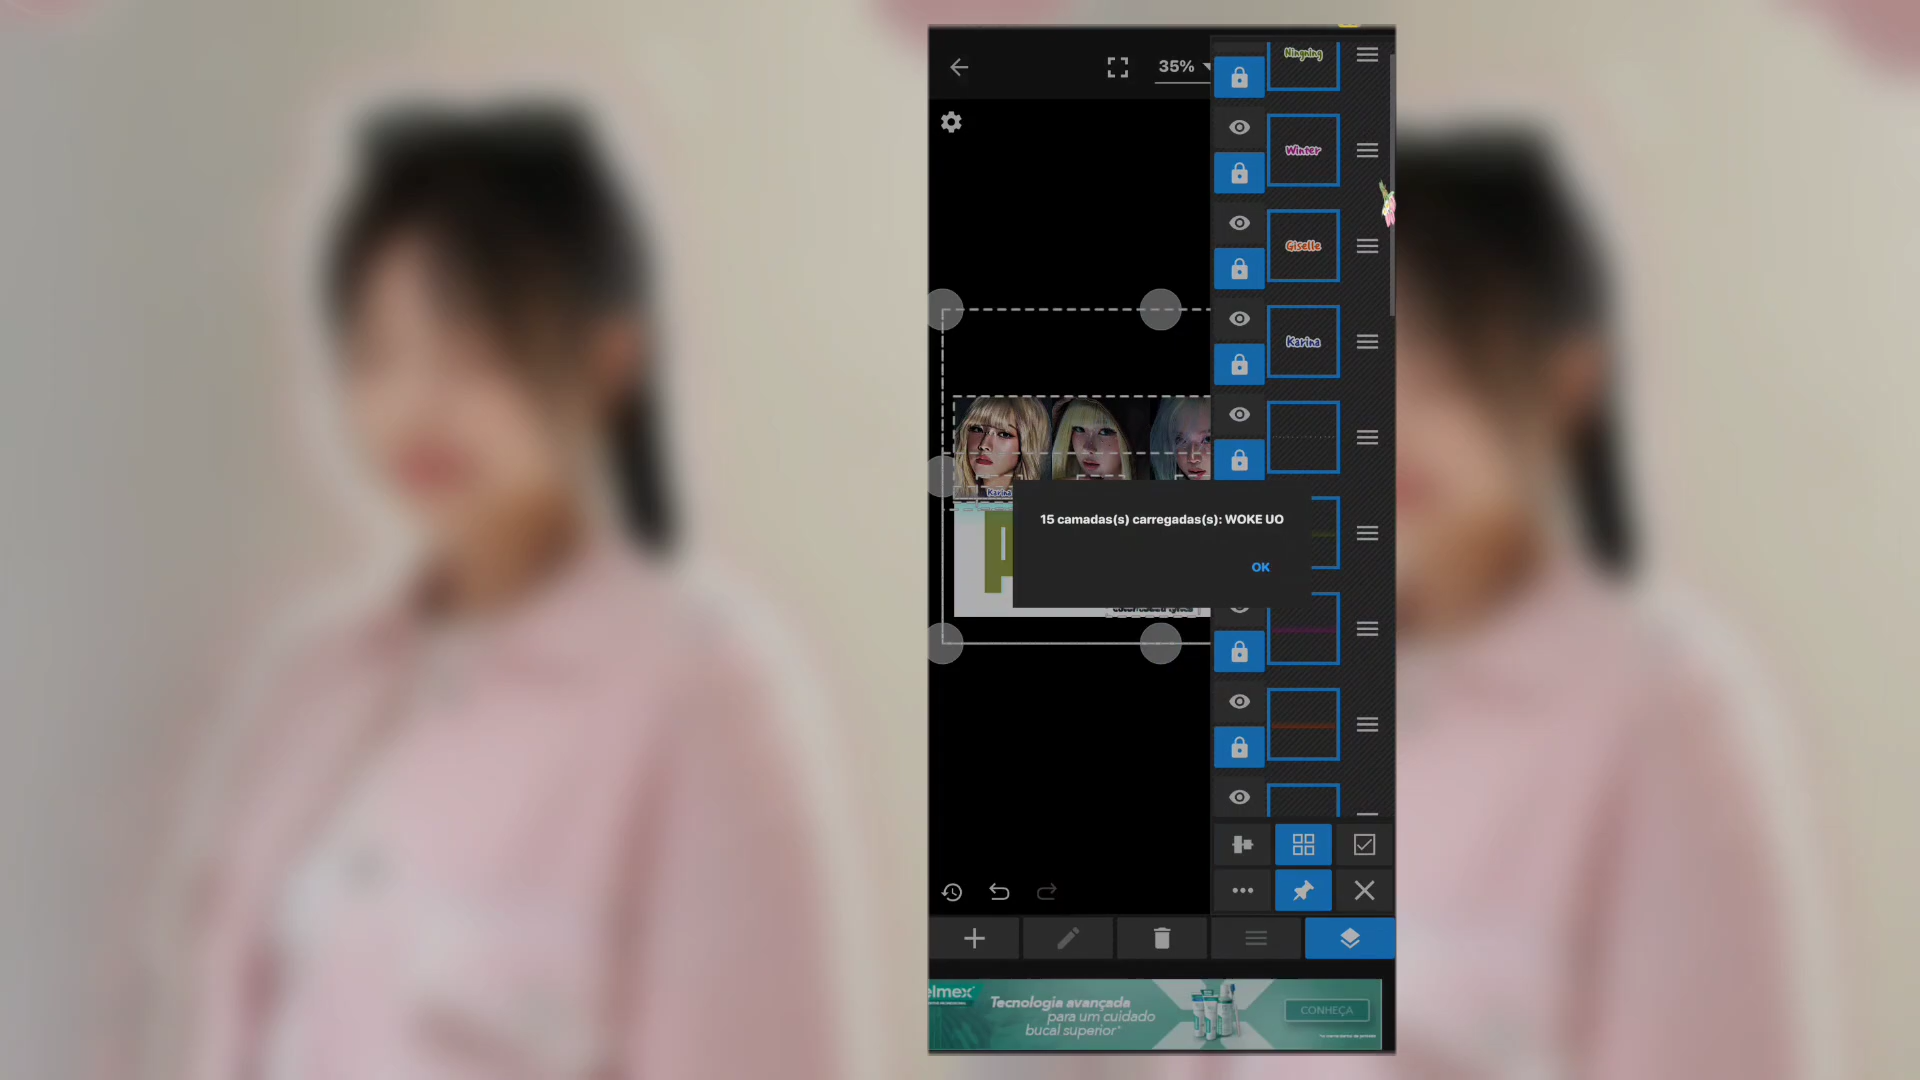 35%
Ningning
Winter
Giselle
Karina
Karina
15 camadas(s) carregadas(s): WOKE UO
OK
elmex
Tecnologia avançada
para um cuidado
bucal superior*
CONHEÇA